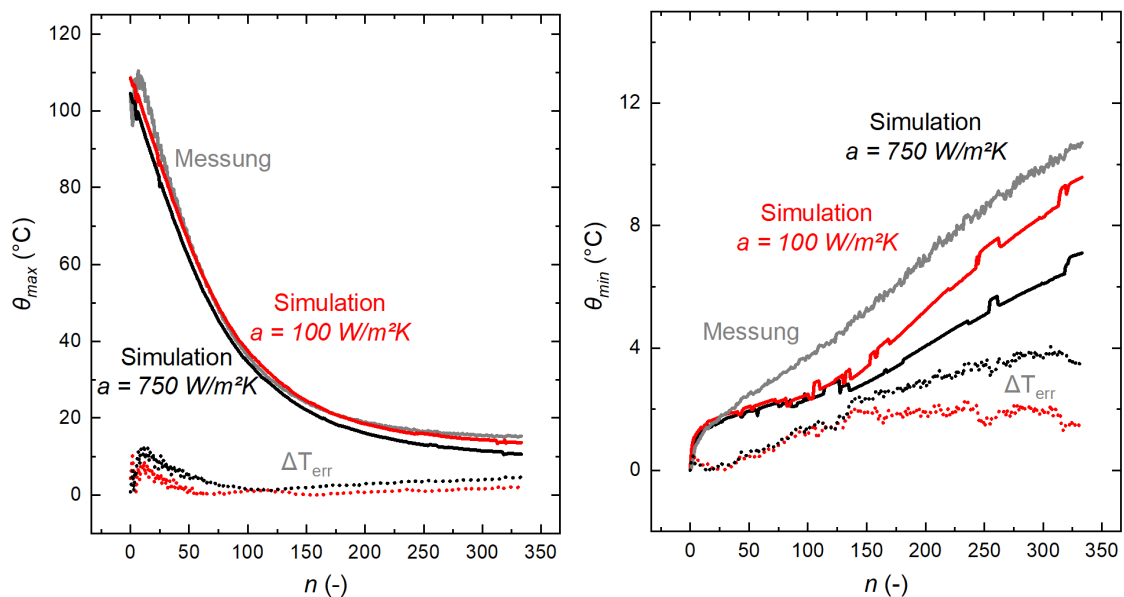 120
100
80
60
40
20
0
θmax (°C)
Messung
Simulation
a = 100 W/m²K
Simulation
a = 750 W/m²K
ΔTerr
0 50 100 150 200 250 300 350
n (-)
12
8
4
0
θmin (°C)
Simulation
a = 750 W/m²K
Simulation
a = 100 W/m²K
Messung
ΔTerr
0 50 100 150 200 250 300 350
n (-)